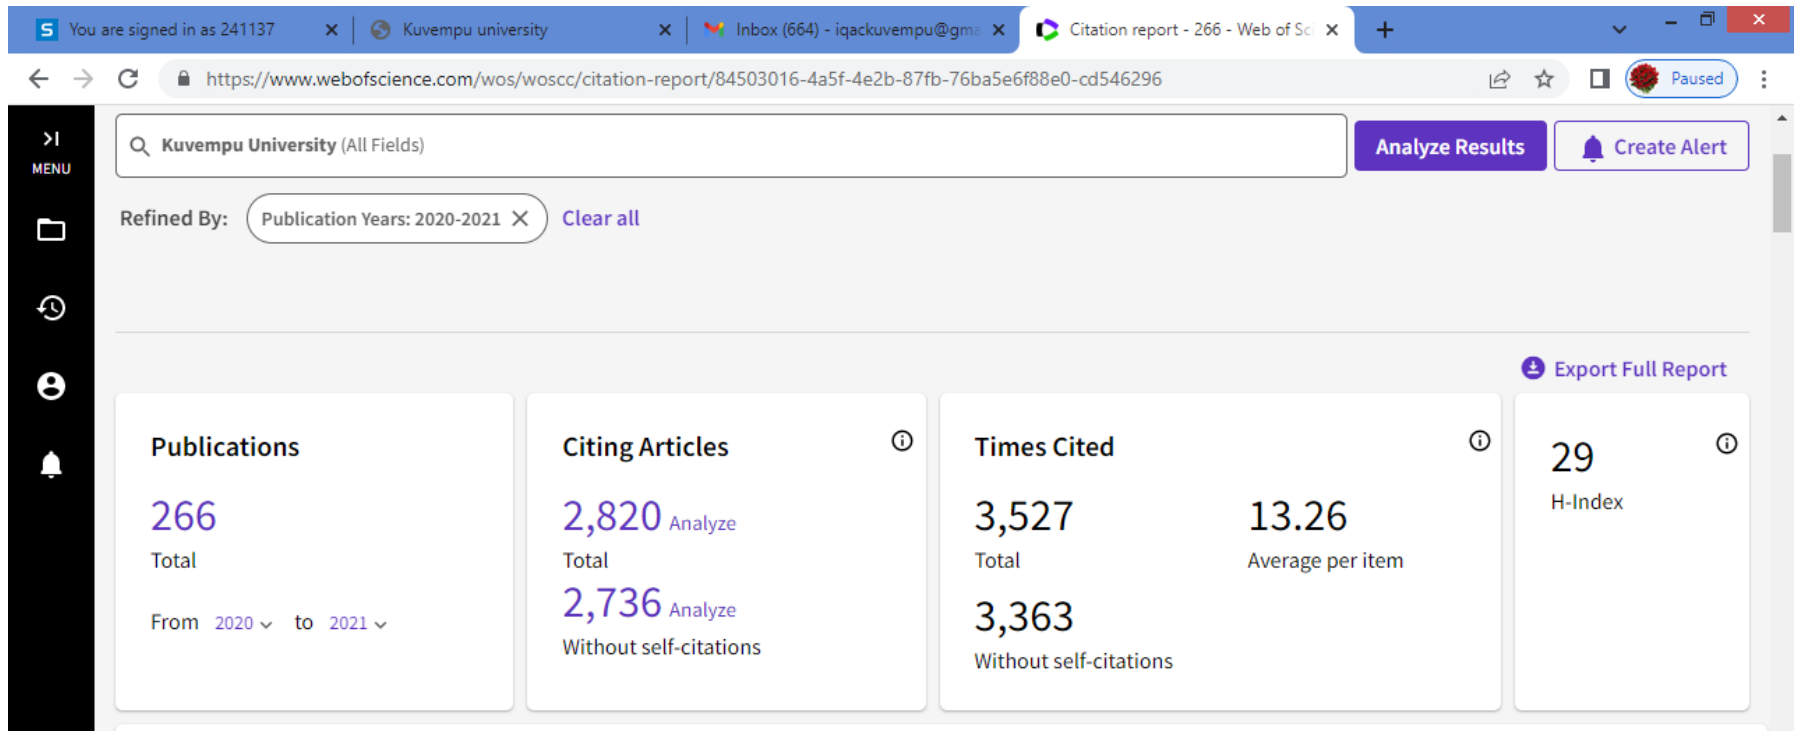 S You are signed in as 241137
Kuvempu university
Inbox (664) - iqackuvempu@gma
Citation report - 266 - Web of Sc
https://www.webofscience.com/wos/woscc/citation-report/84503016-4a5f-4e2b-87fb-76ba5e6f88e0-cd546296
Paused
MENU
Kuvempu University (All Fields)
Analyze Results
Create Alert
Refined By:
Publication Years: 2020-2021
Clear all
Export Full Report
Publications
266
Total
From 2020 to 2021
Citing Articles
2,820 Analyze
Total
2,736 Analyze
Without self-citations
Times Cited
3,527
Total
13.26
Average per item
3,363
Without self-citations
29
H-Index